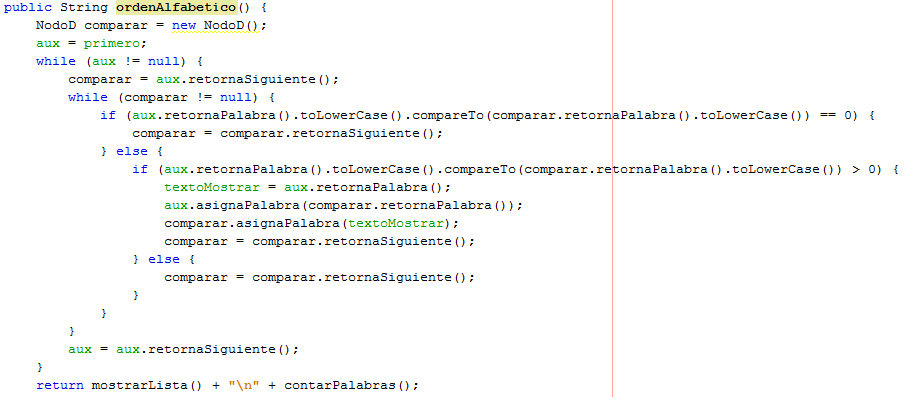 public String ordenAlfabetico() {
    NodoD comparar = new NodoD();
    aux = primero;
    while (aux != null) {
        comparar = aux.retornaSiguiente();
        while (comparar != null) {
            if (aux.retornaPalabra().toLowerCase().compareTo(comparar.retornaPalabra().toLowerCase()) == 0) {
                comparar = comparar.retornaSiguiente();
            } else {
                if (aux.retornaPalabra().toLowerCase().compareTo(comparar.retornaPalabra().toLowerCase()) > 0) {
                    textoMostrar = aux.retornaPalabra();
                    aux.asignaPalabra(comparar.retornaPalabra());
                    comparar.asignaPalabra(textoMostrar);
                    comparar = comparar.retornaSiguiente();
                } else {
                    comparar = comparar.retornaSiguiente();
                }
            }
        }
        aux = aux.retornaSiguiente();
    }
    return mostrarLista() + "\n" + contarPalabras();